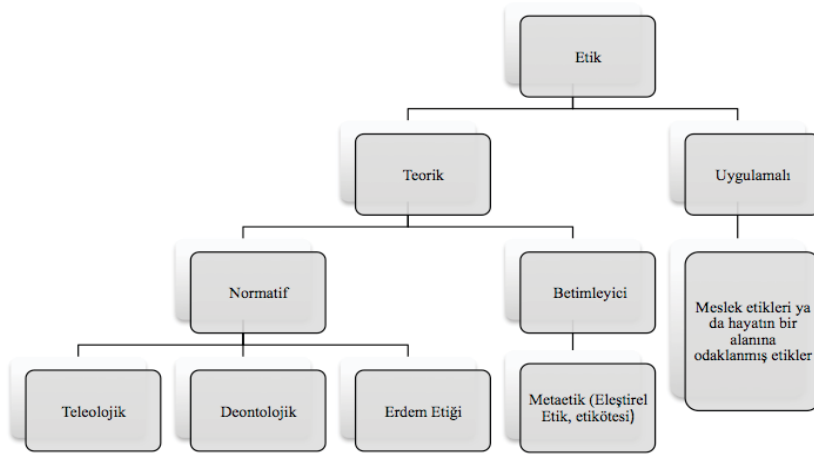 Etik
Teorik
Uygulamalı
Normatif
Betimleyici
Meslek etikleri ya
da hayatın bir
alanına
odaklanmış etikler
Teleolojik
Deontolojik
Erdem Etiği
Metaetik (Eleştirel
Etik, etikötesi)